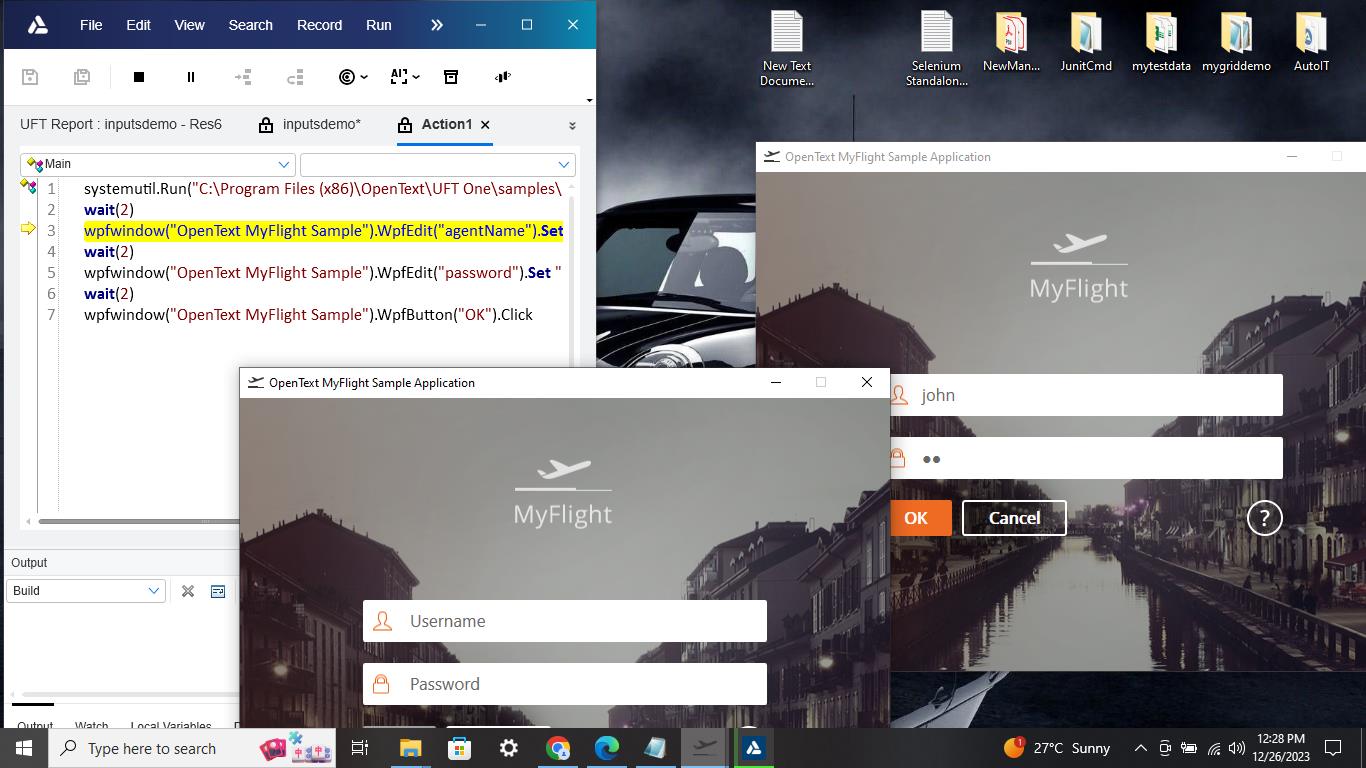 File Edit View Search Record Run
UFT Report : inputsdemo - Res6 inputsdemo* Action1
Main
1 systemutil.Run("C:\Program Files (x86)\OpenText\UFT One\samples\
2 wait(2)
3 wpfwindow("OpenText MyFlight Sample").WpfEdit("agentName").Set
4 wait(2)
5 wpfwindow("OpenText MyFlight Sample").WpfEdit("password").Set "
6 wait(2)
7 wpfwindow("OpenText MyFlight Sample").WpfButton("OK").Click
Output
Build
Output Watch Local Variables
New Text
Docume...
Selenium
Standalon...
NewMan...
JunitCmd
mytestdata
mygriddemo
AutoIT
OpenText MyFlight Sample Application
MyFlight
john
OK Cancel ?
OpenText MyFlight Sample Application
MyFlight
Username
Password
Type here to search
27°C Sunny
12:28 PM
12/26/2023